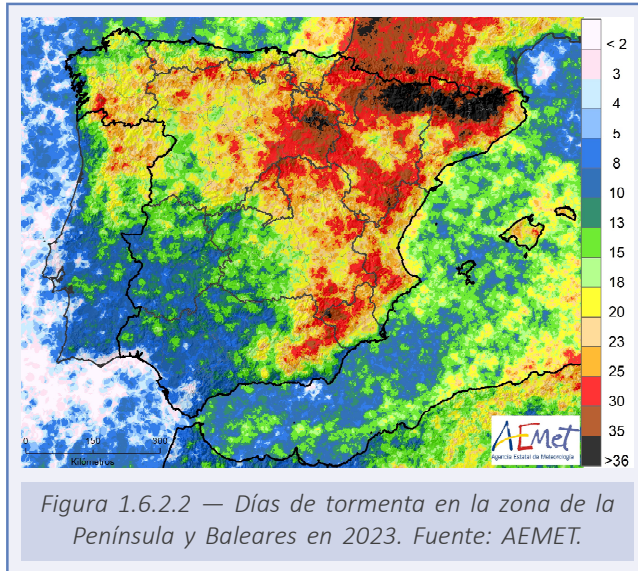 < 2
3
4
5
8
10
13
15
18
20
23
25
30
35
>36
0 150 300
Kilómetros
AEMet
Agencia Estatal de Meteorología
Figura 1.6.2.2 — Días de tormenta en la zona de la
Península y Baleares en 2023. Fuente: AEMET.